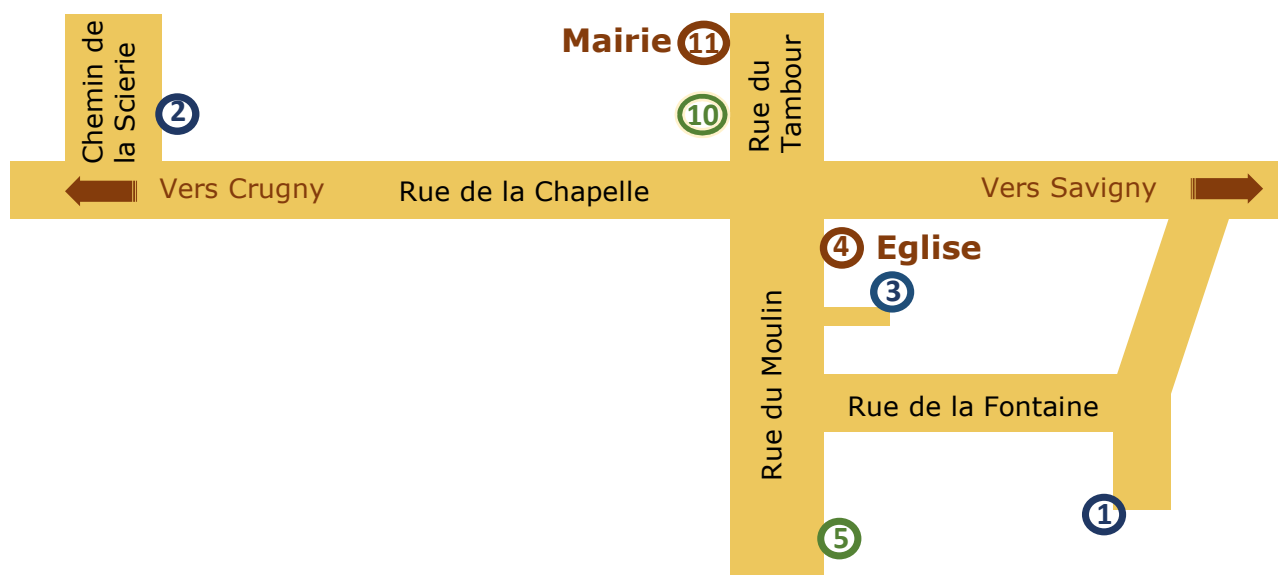 Chemin de
la Scierie
2
Mairie 11
10
Rue du
Tambour
Vers Crugny
Rue de la Chapelle
Vers Savigny
4 Eglise
3
Rue du Moulin
Rue de la Fontaine
1
5